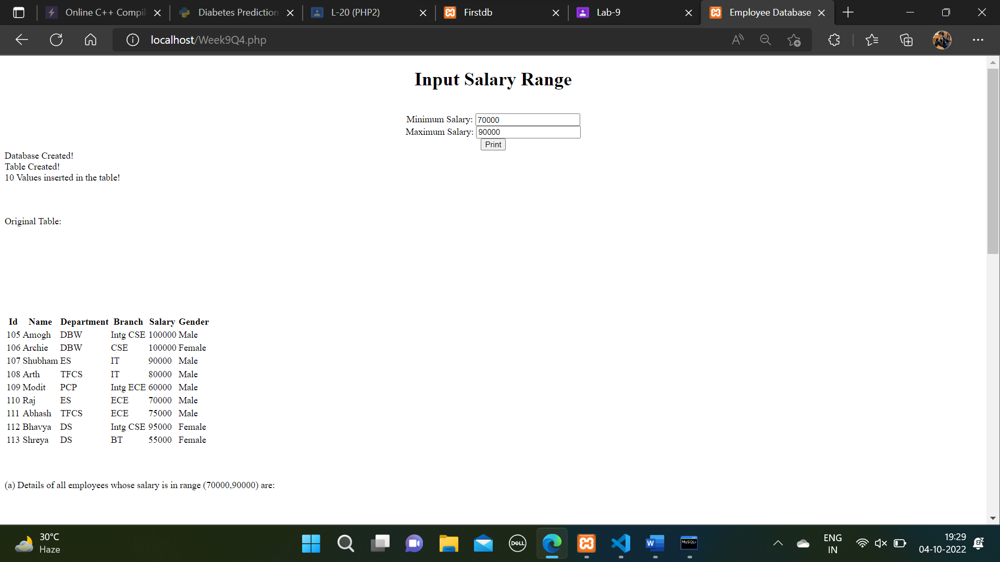 Online C++ Compil
Diabetes Prediction
L-20 (PHP2)
Firstdb
Lab-9
Employee Database
localhost/Week9Q4.php
Input Salary Range
Minimum Salary: 70000
Maximum Salary: 90000
Print
Database Created!
Table Created!
10 Values inserted in the table!
Original Table:
Id Name Department Branch Salary Gender
105 Amogh DBW Intg CSE 100000 Male
106 Archie DBW CSE 100000 Female
107 Shubham ES IT 90000 Male
108 Arth TFCS IT 80000 Male
109 Modit PCP Intg ECE 60000 Male
110 Raj ES ECE 70000 Male
111 Abhash TFCS ECE 75000 Male
112 Bhavya DS Intg CSE 95000 Female
113 Shreya DS BT 55000 Female
(a) Details of all employees whose salary is in range (70000,90000) are:
30°C
Haze
DELL
W
MySQL>
ENG
IN
19:29
04-10-2022